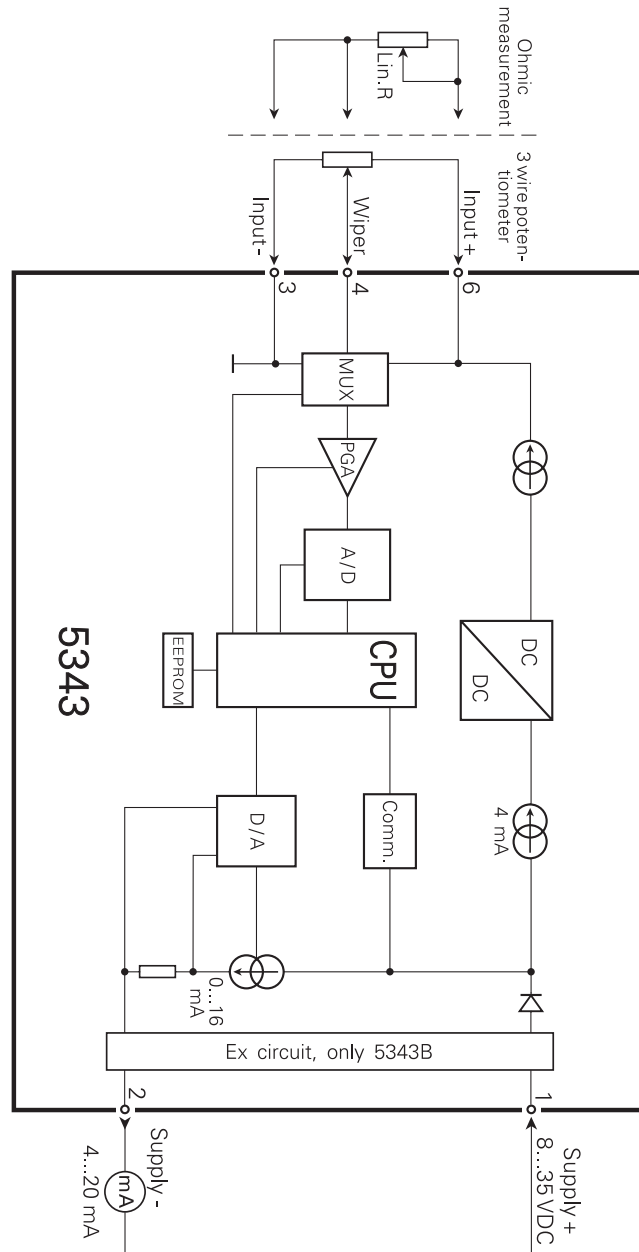 Ohmic
measurement
Lin.R
3 wire poten-
tiometer
Input +
Wiper
Input-
6
4
3
MUX
PGA
A/D
CPU
EEPROM
5343
DC
DC
4 mA
Comm.
D/A
0...16
mA
Ex circuit, only 5343B
1
2
Supply +
8...35 VDC
Supply -
mA
4...20 mA